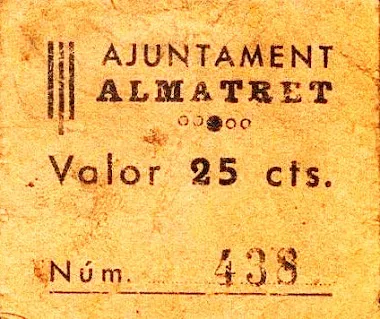 AJUNTAMENT
ALMATRET
Valor 25 cts.
Núm. 438